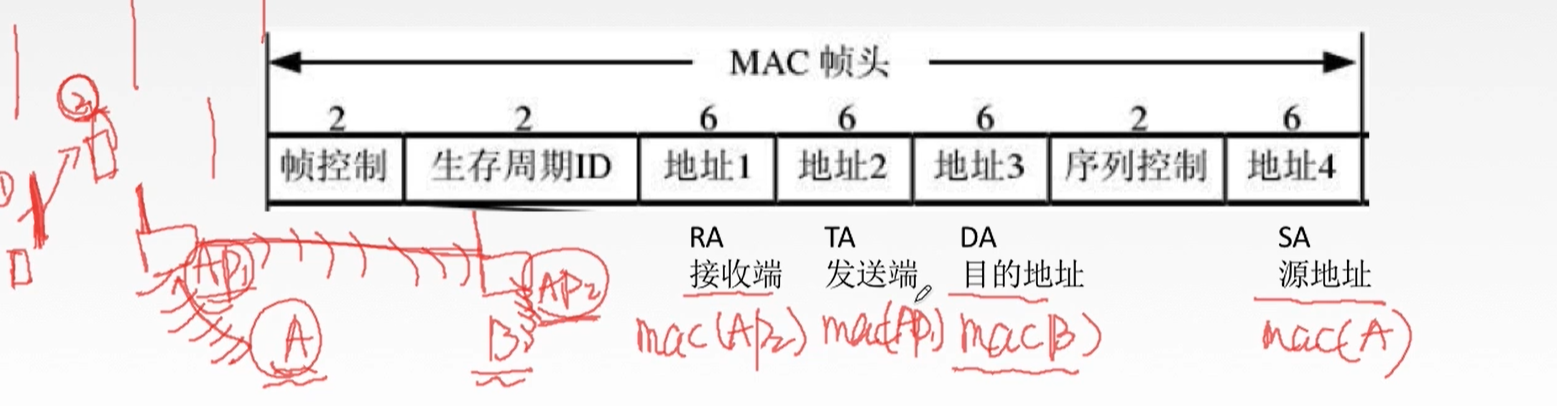 MAC 帧头
2 2 6 6 6 2 6
帧控制 生存周期ID 地址1 地址2 地址3 序列控制 地址4
RA TA DA SA
接收端 发送端 目的地址 源地址
mac(AP2) mac(AP1) mac(B) mac(A)
②
①
AP1
AP2
A
B